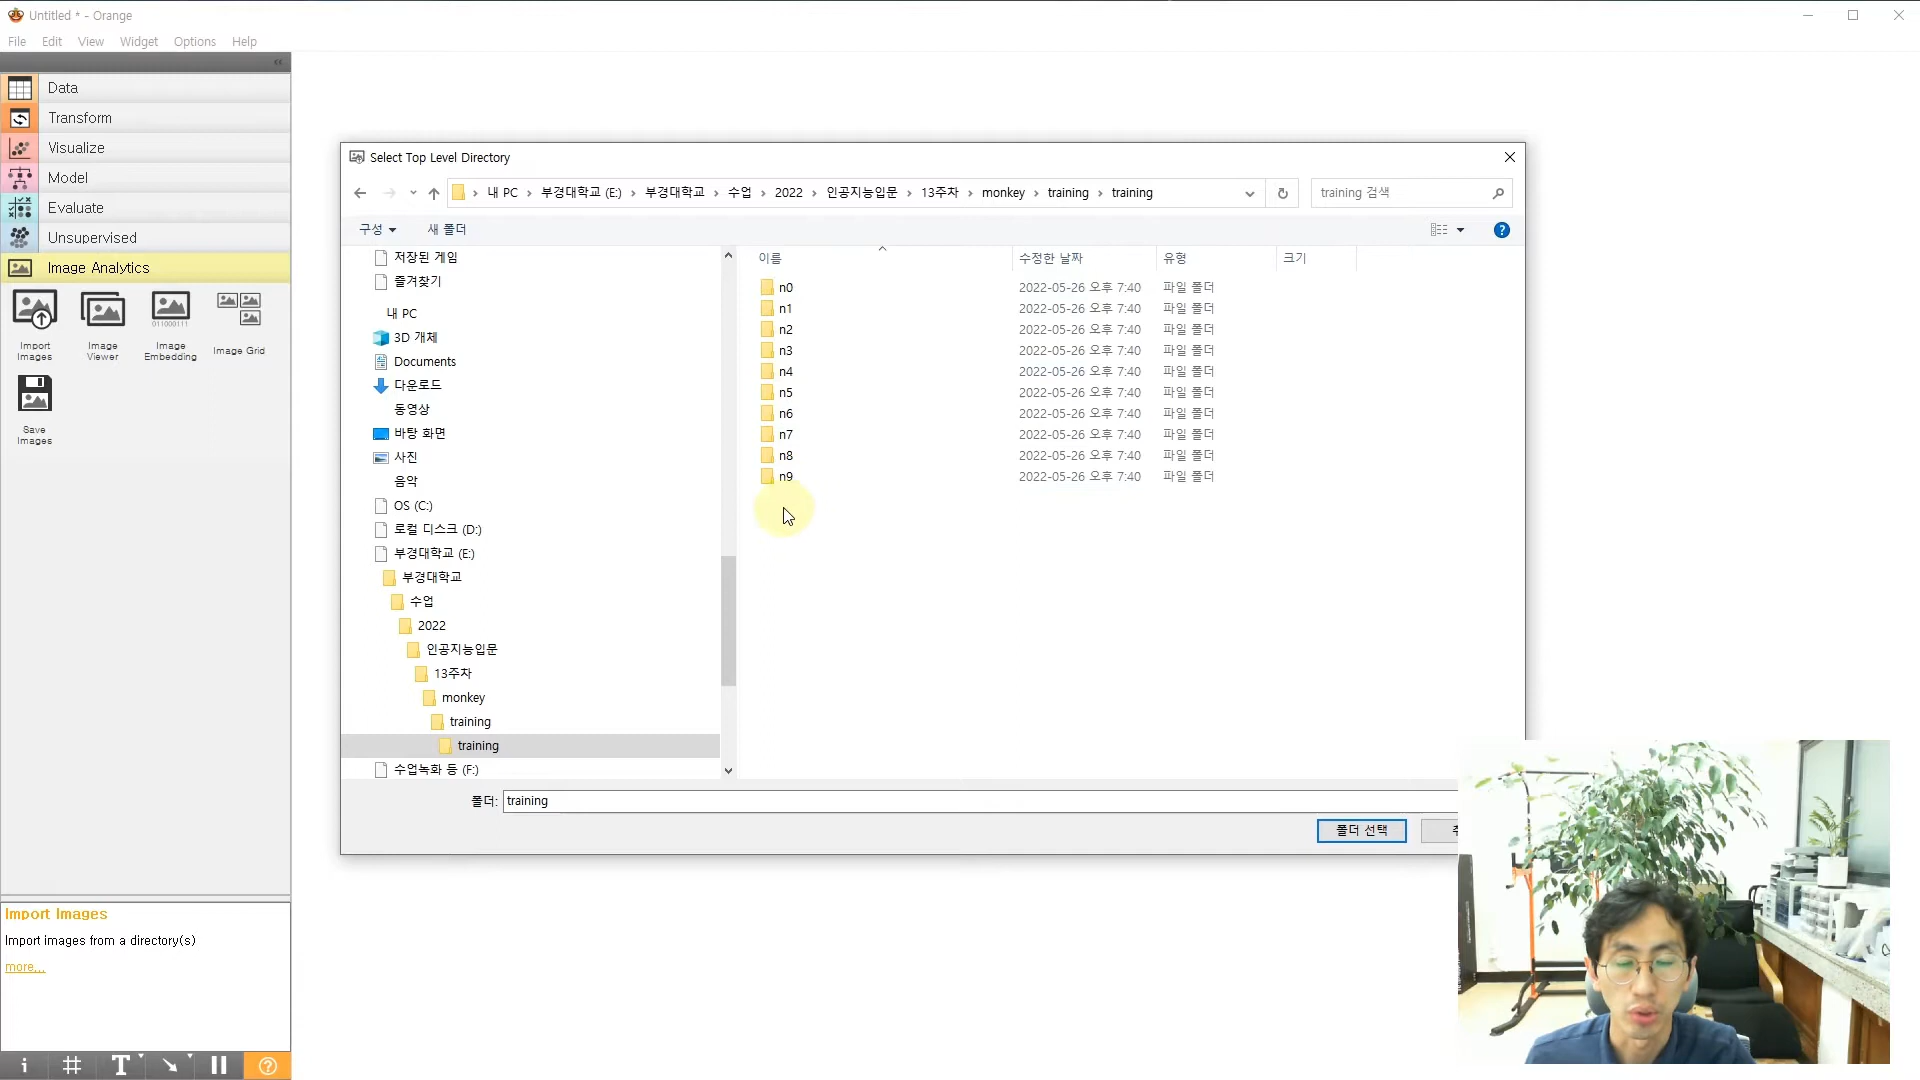 Untitled * - Orange
File Edit View Widget Options Help
Data
Transform
Visualize
Model
Evaluate
Unsupervised
Image Analytics
Import Images
Image Viewer
Image Embedding
Image Grid
Save Images
Import Images
Import images from a directory(s)
more...
Select Top Level Directory
내 PC › 부경대학교 (E:) › 부경대학교 › 수업 › 2022 › 인공지능입문 › 13주차 › monkey › training › training
training 검색
구성 새 폴더
저장된 게임
즐겨찾기
내 PC
3D 개체
Documents
다운로드
동영상
바탕 화면
사진
음악
OS (C:)
로컬 디스크 (D:)
부경대학교 (E:)
부경대학교
수업
2022
인공지능입문
13주차
monkey
training
training
수업녹화 등 (F:)
이름 수정한 날짜 유형 크기
n0 2022-05-26 오후 7:40 파일 폴더
n1 2022-05-26 오후 7:40 파일 폴더
n2 2022-05-26 오후 7:40 파일 폴더
n3 2022-05-26 오후 7:40 파일 폴더
n4 2022-05-26 오후 7:40 파일 폴더
n5 2022-05-26 오후 7:40 파일 폴더
n6 2022-05-26 오후 7:40 파일 폴더
n7 2022-05-26 오후 7:40 파일 폴더
n8 2022-05-26 오후 7:40 파일 폴더
n9 2022-05-26 오후 7:40 파일 폴더
폴더: training
폴더 선택